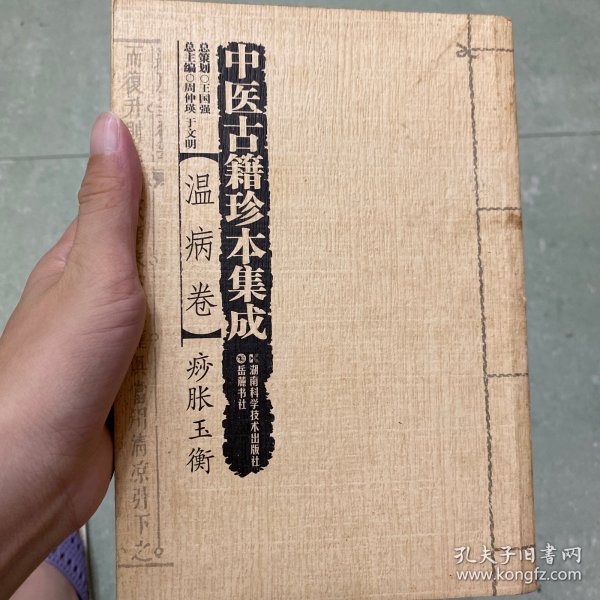 中医古籍珍本集成
总策划○王国强
总主编○周仲瑛 于文明
【温病卷】
痧胀玉衡
湖南科学技术出版社
岳麓书社
孔夫子旧书网
www.kongfz.com